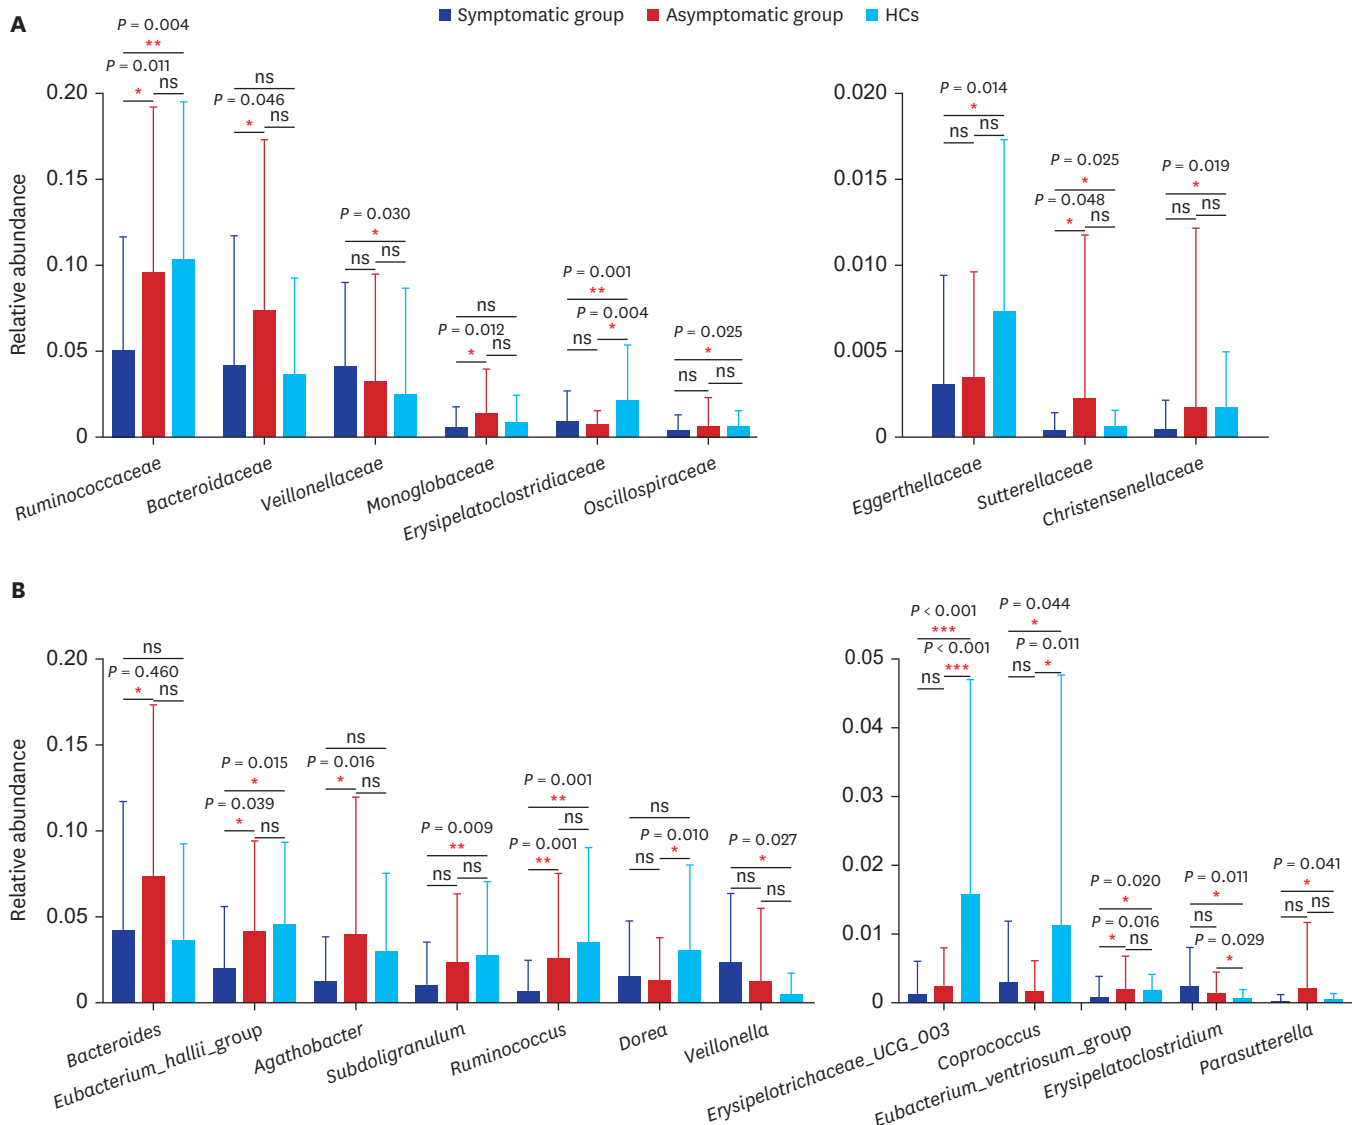 A
Symptomatic group Asymptomatic group HCs
P = 0.004
**
P = 0.011
* ns
ns
P = 0.046
* ns
P = 0.030
*
ns ns
ns
P = 0.012
* ns
P = 0.001
**
P = 0.004
ns *
P = 0.025
*
ns ns
0.20
0.15
0.10
0.05
0
Relative abundance
Ruminococcaceae
Bacteroidaceae
Veillonellaceae
Monoglobaceae
Erysipelatoclostridiaceae
Oscillospiraceae
P = 0.014
*
ns ns
P = 0.025
*
P = 0.048
* ns
P = 0.019
*
ns ns
0.020
0.015
0.010
0.005
0
Eggerthellaceae
Sutterellaceae
Christensenellaceae
B
ns
P = 0.460
* ns
P = 0.015
*
P = 0.039
* ns
ns
P = 0.016
* ns
P = 0.009
**
ns ns
P = 0.001
**
ns
P = 0.001
**
ns
P = 0.010
ns *
P = 0.027
*
ns ns
0.20
0.15
0.10
0.05
0
Relative abundance
Bacteroides
Eubacterium_hallii_group
Agathobacter
Subdoligranulum
Ruminococcus
Dorea
Veillonella
P < 0.001
***
P < 0.001
ns ***
P = 0.044
*
P = 0.011
ns *
P = 0.020
*
P = 0.016
* ns
P = 0.011
*
ns
P = 0.029
*
P = 0.041
*
ns ns
0.05
0.04
0.03
0.02
0.01
0
Erysipelotrichaceae_UCG_003
Coprococcus
Eubacterium_ventriosum_group
Erysipelatoclostridium
Parasutterella